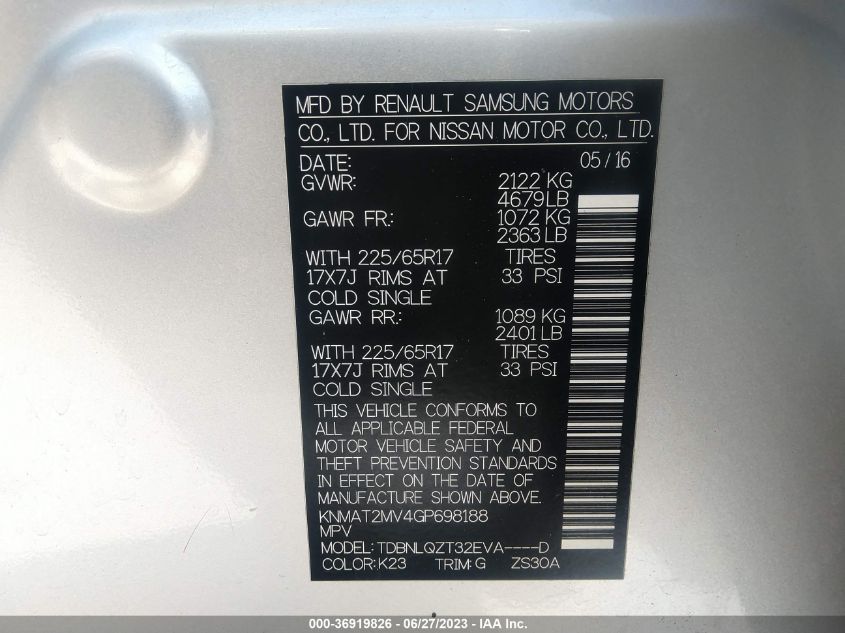 MFD BY RENAULT SAMSUNG MOTORS
CO., LTD. FOR NISSAN MOTOR CO., LTD.
DATE: 05/16
GVWR: 2122 KG
4679LB
GAWR FR.: 1072 KG
2363LB
WITH 225/65R17 TIRES
17X7J RIMS AT 33 PSI
COLD SINGLE
GAWR RR.: 1089 KG
2401LB
WITH 225/65R17 TIRES
17X7J RIMS AT 33 PSI
COLD SINGLE
THIS VEHICLE CONFORMS TO
ALL APPLICABLE FEDERAL
MOTOR VEHICLE SAFETY AND
THEFT PREVENTION STANDARDS
IN EFFECT ON THE DATE OF
MANUFACTURE SHOWN ABOVE.
KNMAT2MV4GP698188
MPV
MODEL: TDBNLQZT32EVA----D
COLOR: K23 TRIM: G ZS30A
000-36919826 - 06/27/2023 - IAA Inc.